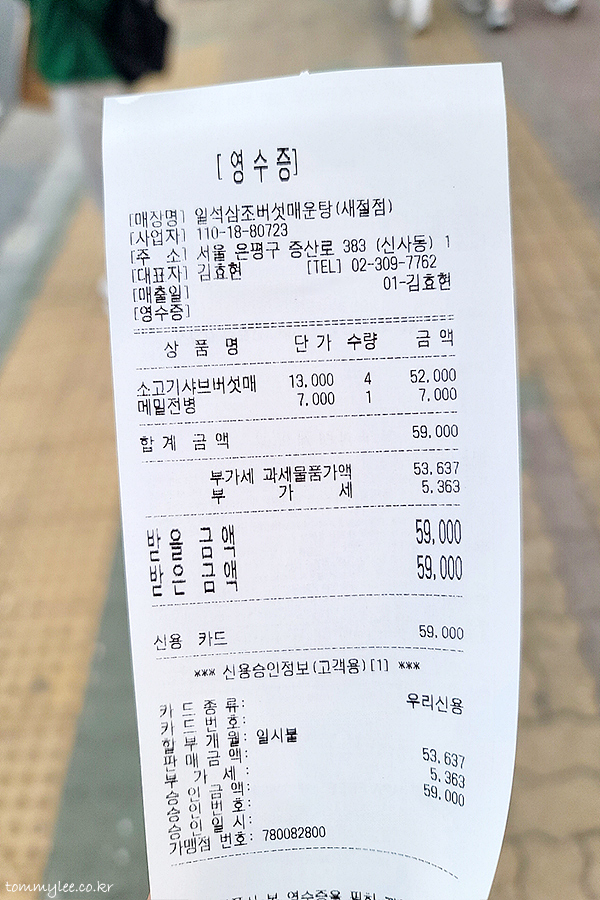 [영수증]
[매장명] 일석삼조버섯매운탕(새절점)
[사업자] 110-18-80723
[주 소] 서울 은평구 증산로 383 (신사동) 1
[대표자] 김효현 [TEL] 02-309-7762
[매출일] 01-김효현
[영수증]
상 품 명 단 가 수량 금 액
소고기샤브버섯매 13,000 4 52,000
메밀전병 7,000 1 7,000
합 계 금 액 59,000
부가세 과세물품가액 53,637
부 가 세 5,363
받 을 금 액 59,000
받 은 금 액 59,000
신용 카드 59,000
*** 신용승인정보(고객용)[1] ***
카 드 종 류: 우리신용
카 드 번 호:
할 부 개 월: 일시불
판 매 금 액: 53,637
부 가 세 : 5,363
승 인 금 액: 59,000
승 인 번 호:
승 인 일 시:
가맹점 번호: 780082800
영수증을
tommylee.co.kr